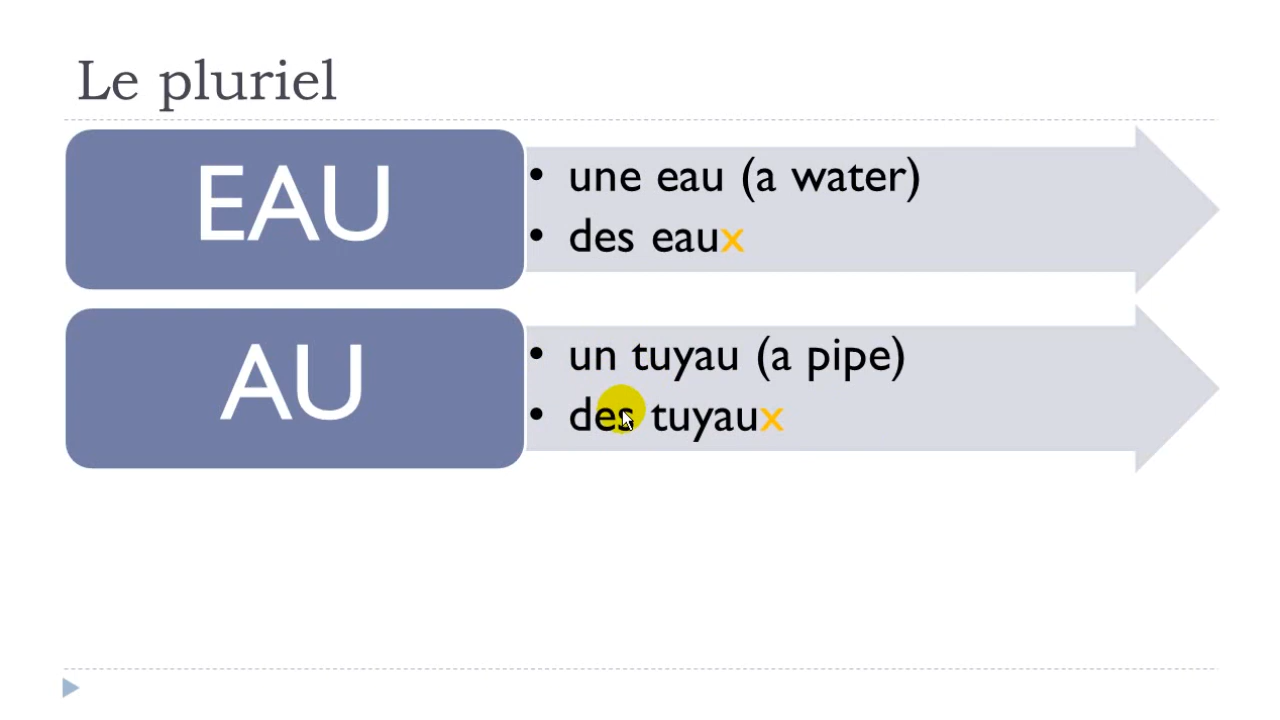 Le pluriel
EAU
• une eau (a water)
• des eaux
AU
• un tuyau (a pipe)
• des tuyaux